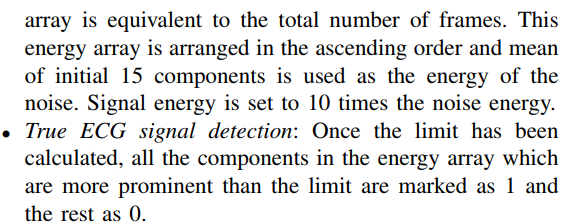 array is equivalent to the total number of frames. This
energy array is arranged in the ascending order and mean
of initial 15 components is used as the energy of the
noise. Signal energy is set to 10 times the noise energy.
• True ECG signal detection: Once the limit has been
calculated, all the components in the energy array which
are more prominent than the limit are marked as 1 and
the rest as 0.